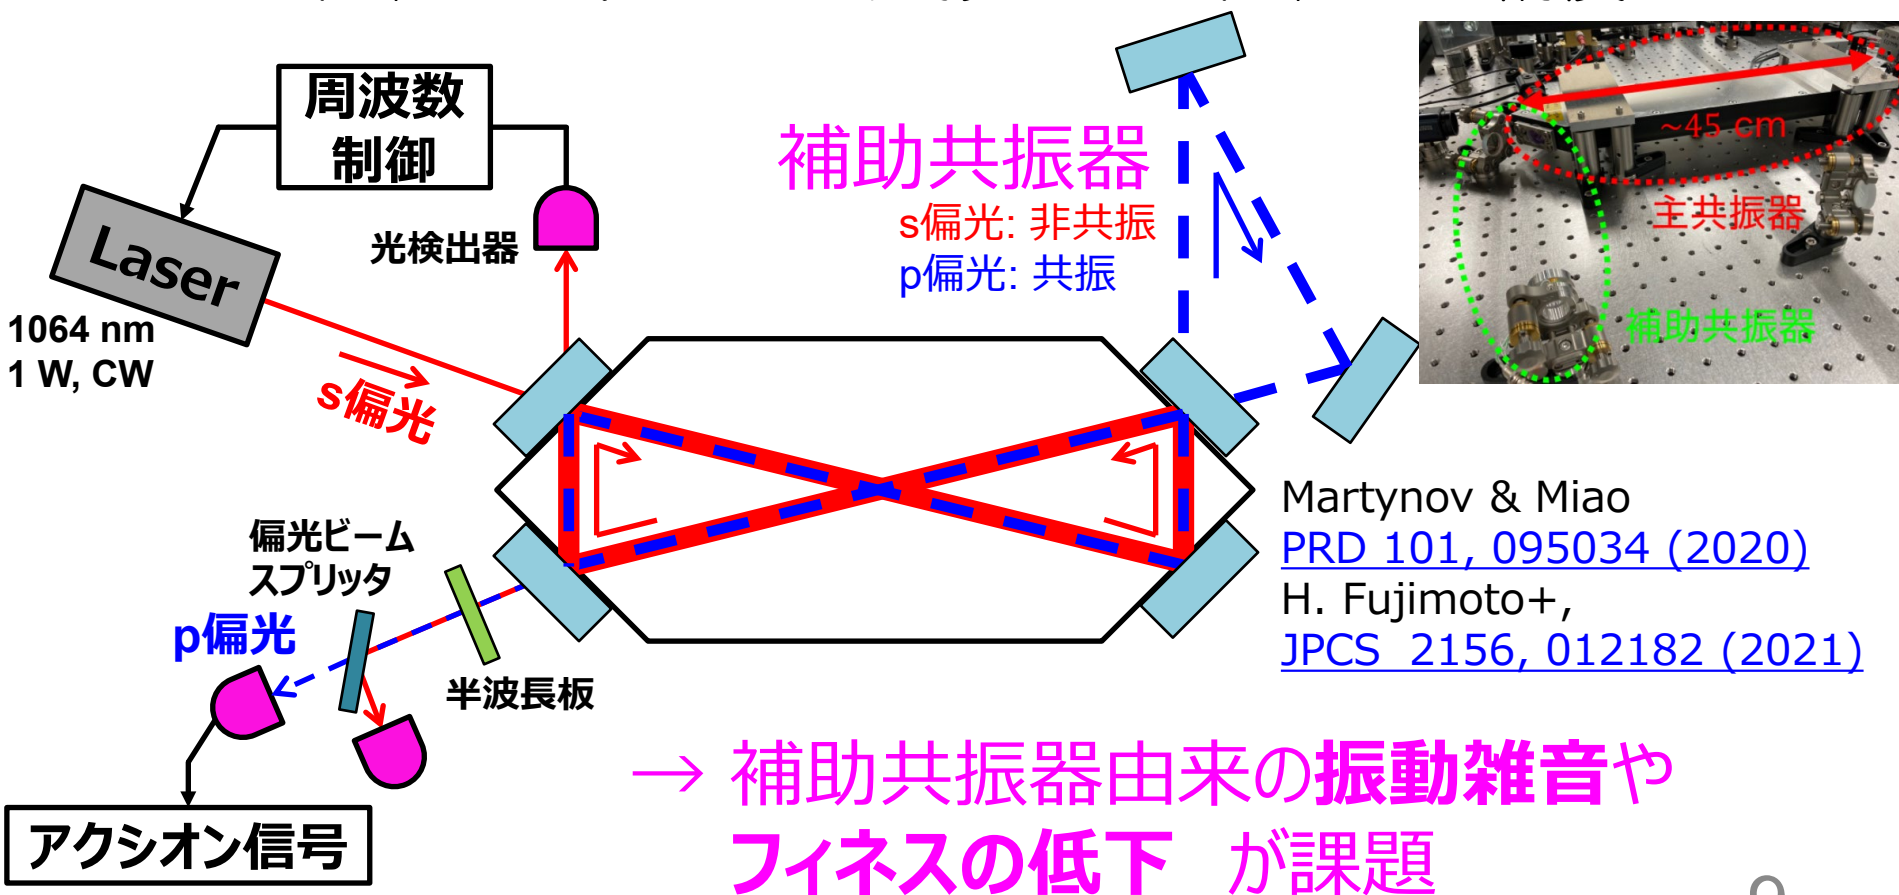 周波数
制御
Laser
1064 nm
1 W, CW
s偏光
光検出器
補助共振器
s偏光: 非共振
p偏光: 共振
~45 cm
主共振器
補助共振器
偏光ビーム
スプリッタ
p偏光
半波長板
アクシオン信号
Martynov & Miao
PRD 101, 095034 (2020)
H. Fujimoto+,
JPCS 2156, 012182 (2021)
→ 補助共振器由来の振動雑音や
フィネスの低下 が課題